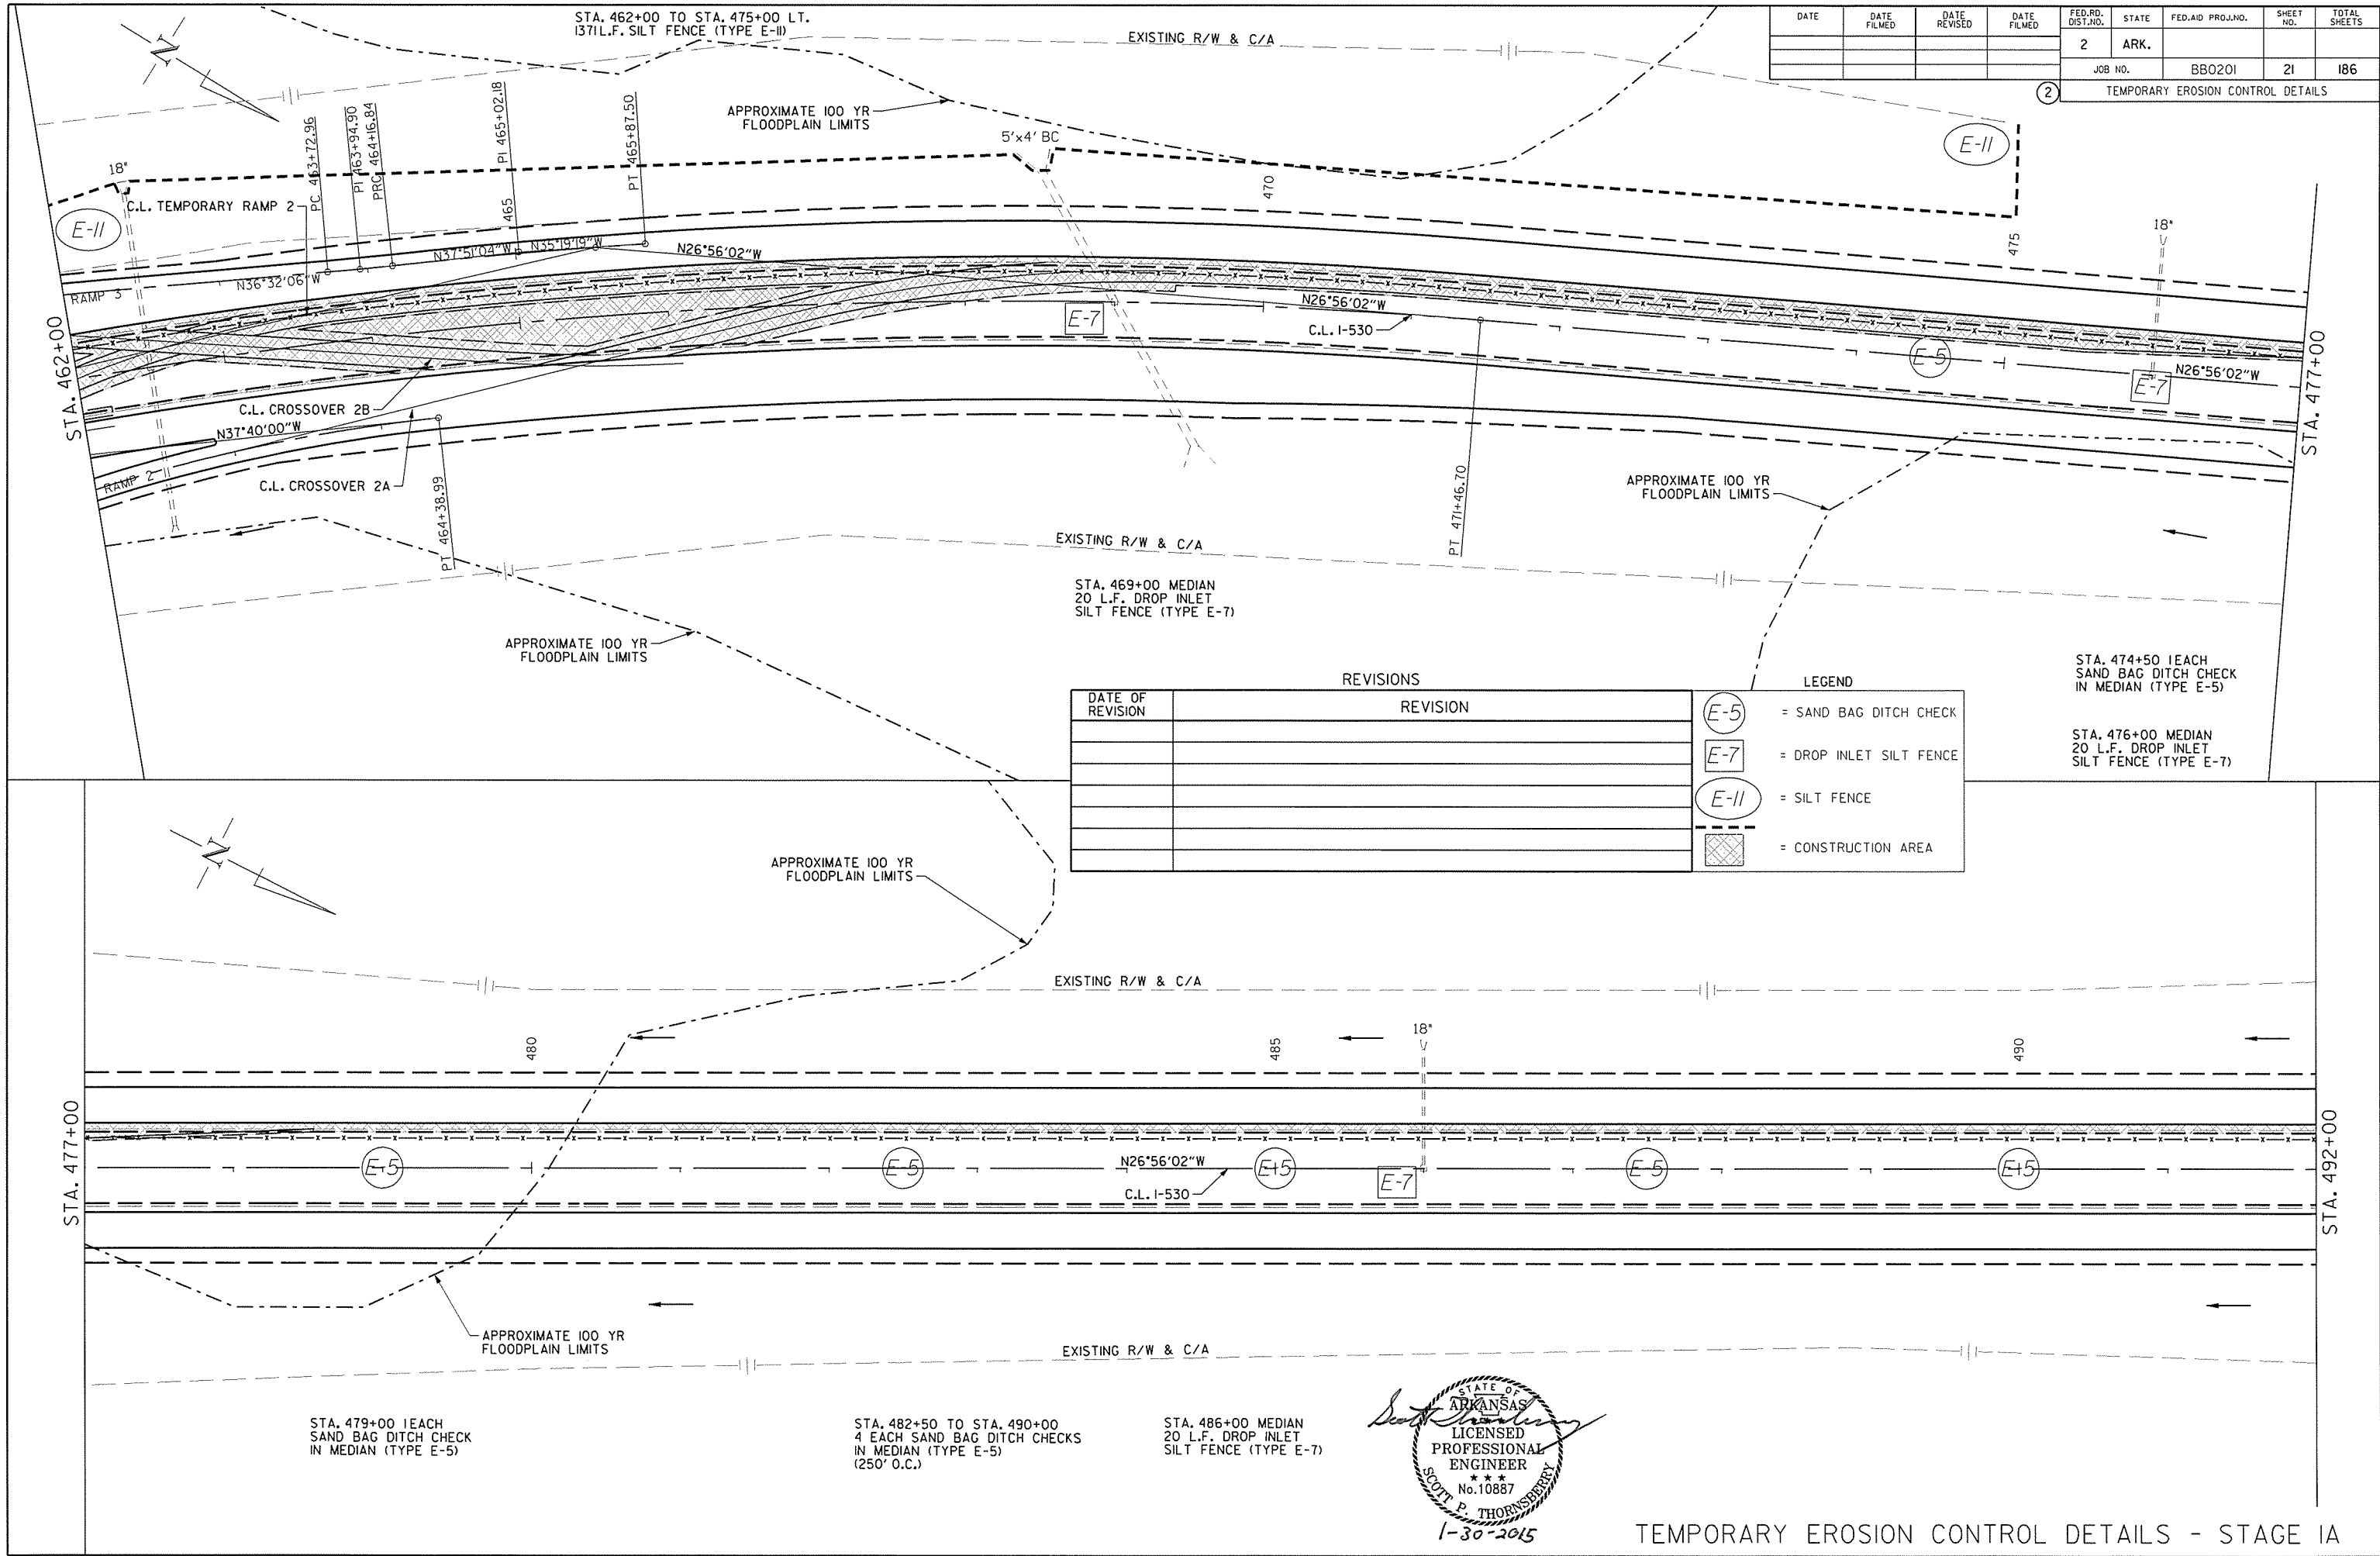 STA. 462+00 TO STA. 475+00 LT.
1371 L.F. SILT FENCE (TYPE E-11)
EXISTING R/W & C/A
DATE
DATE FILMED
DATE REVISED
DATE FILMED
FED.RD. DIST.NO.
STATE
FED.AID PROJ.NO.
SHEET NO.
TOTAL SHEETS
2
ARK.
JOB NO.
BB0201
21
186
2
TEMPORARY EROSION CONTROL DETAILS
N
APPROXIMATE 100 YR
FLOODPLAIN LIMITS
5'x4' BC
E-11
18"
PC 463+72.96
PI 463+94.90
PRC 464+16.84
PI 465+02.18
PT 465+87.50
465
470
475
18"
C.L. TEMPORARY RAMP 2
E-11
RAMP 3
N36°32'06"W
N37°51'04"W
N35°19'19"W
N26°56'02"W
E-7
N26°56'02"W
C.L. I-530
E-5
E-7
N26°56'02"W
STA. 462+00
STA. 477+00
C.L. CROSSOVER 2B
N37°40'00"W
RAMP 2
C.L. CROSSOVER 2A
PT 464+38.99
PT 471+46.70
APPROXIMATE 100 YR
FLOODPLAIN LIMITS
EXISTING R/W & C/A
STA. 469+00 MEDIAN
20 L.F. DROP INLET
SILT FENCE (TYPE E-7)
APPROXIMATE 100 YR
FLOODPLAIN LIMITS
STA. 474+50 1 EACH
SAND BAG DITCH CHECK
IN MEDIAN (TYPE E-5)
STA. 476+00 MEDIAN
20 L.F. DROP INLET
SILT FENCE (TYPE E-7)
REVISIONS
DATE OF REVISION
REVISION
LEGEND
E-5 = SAND BAG DITCH CHECK
E-7 = DROP INLET SILT FENCE
E-11 = SILT FENCE
= CONSTRUCTION AREA
N
APPROXIMATE 100 YR
FLOODPLAIN LIMITS
EXISTING R/W & C/A
480
485
18"
490
STA. 477+00
E-5
E-5
N26°56'02"W
C.L. I-530
E-5
E-7
E-5
E-5
STA. 492+00
APPROXIMATE 100 YR
FLOODPLAIN LIMITS
EXISTING R/W & C/A
STA. 479+00 1 EACH
SAND BAG DITCH CHECK
IN MEDIAN (TYPE E-5)
STA. 482+50 TO STA. 490+00
4 EACH SAND BAG DITCH CHECKS
IN MEDIAN (TYPE E-5)
(250' O.C.)
STA. 486+00 MEDIAN
20 L.F. DROP INLET
SILT FENCE (TYPE E-7)
STATE OF
ARKANSAS
LICENSED
PROFESSIONAL
ENGINEER
No.10887
SCOTT P. THORNSBERRY
1-30-2015
TEMPORARY EROSION CONTROL DETAILS - STAGE 1A